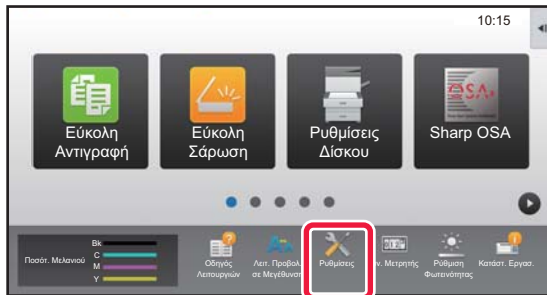 10:15
Εύκολη
Αντιγραφή
Εύκολη
Σάρωση
Ρυθμίσεις
Δίσκου
Sharp OSA
Ποσότ. Μελανιού
Bk
C
M
Y
Οδηγός
Λειτουργιών
Λειτ. Προβολ.
σε Μεγέθυνση
Ρυθμίσεις
ν. Μετρητής
Ρύθμιση
Φωτεινότητας
Κατάστ. Εργασ.